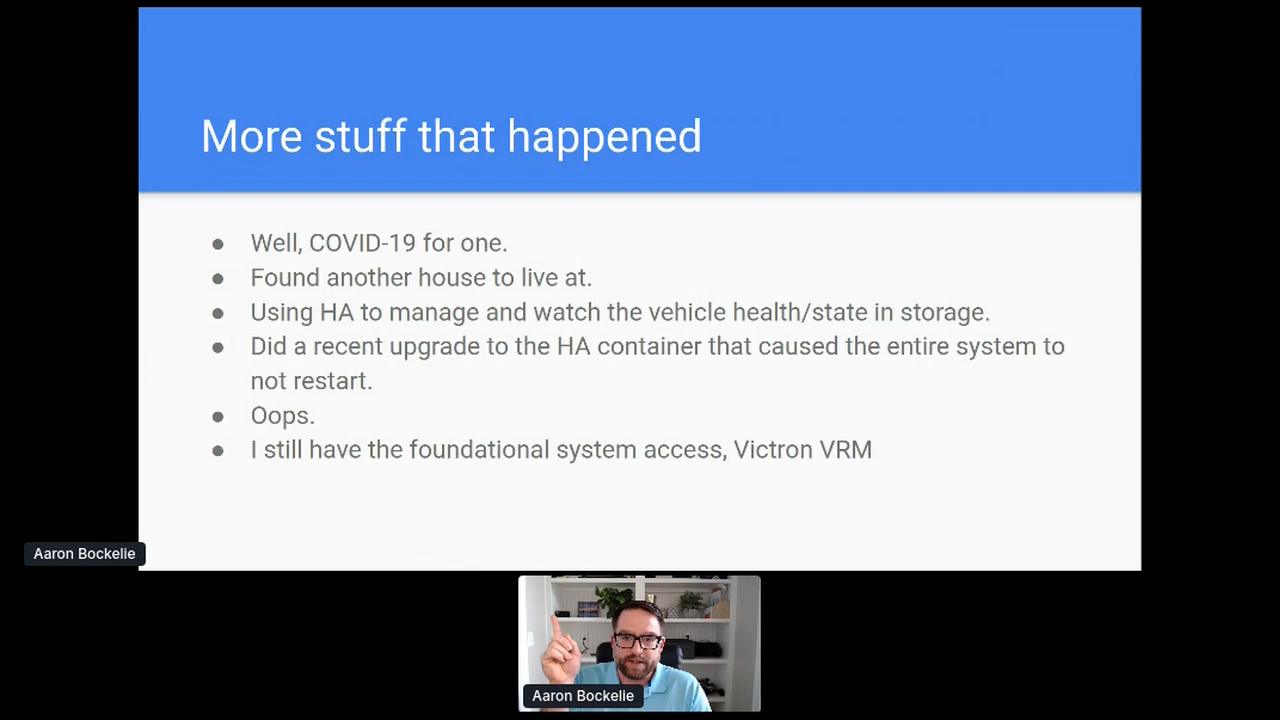 More stuff that happened
● Well, COVID-19 for one.
● Found another house to live at.
● Using HA to manage and watch the vehicle health/state in storage.
● Did a recent upgrade to the HA container that caused the entire system to
not restart.
● Oops.
● I still have the foundational system access, Victron VRM
Aaron Bockelie
Aaron Bockelie